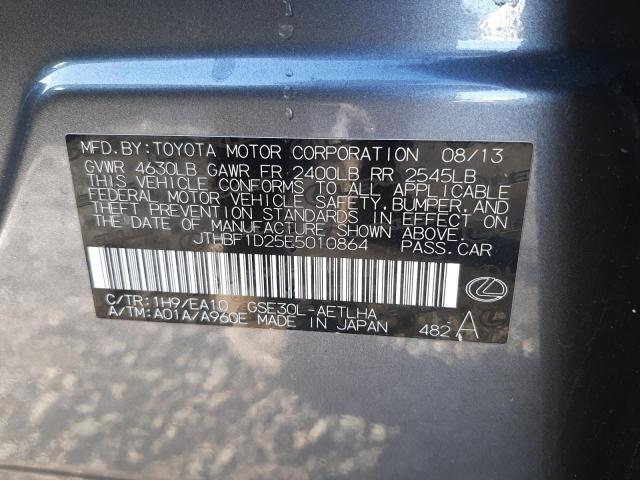 MFD.BY:TOYOTA MOTOR CORPORATION 08/13
GVWR 4630LB GAWR FR 2400LB RR 2545LB
THIS VEHICLE CONFORMS TO ALL APPLICABLE
FEDERAL MOTOR VEHICLE SAFETY,BUMPER, AND
THEFT PREVENTION STANDARDS IN EFFECT ON
THE DATE OF MANUFACTURE SHOWN ABOVE.
JTHBF1D25E5010864 PASS.CAR
C/TR:1H9/EA10 GSE30L-AETLHA
A/TM:A01A/A960E MADE IN JAPAN 482 A